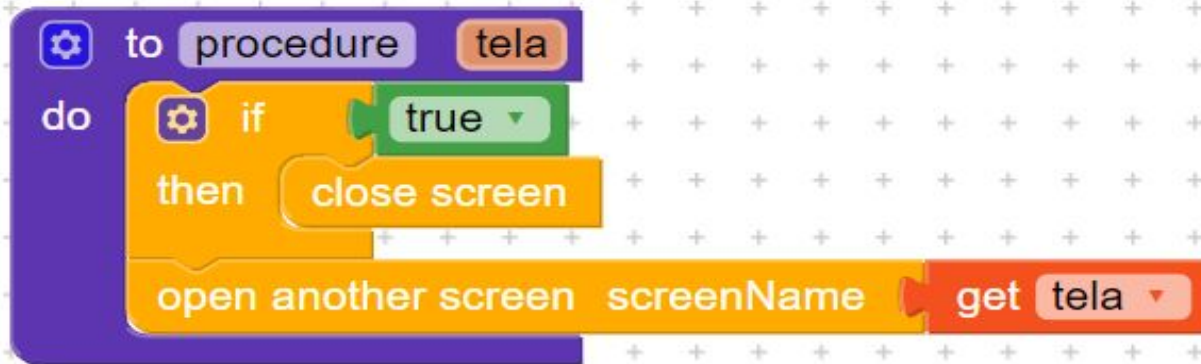 to procedure tela
do if true
then close screen
open another screen screenName get tela